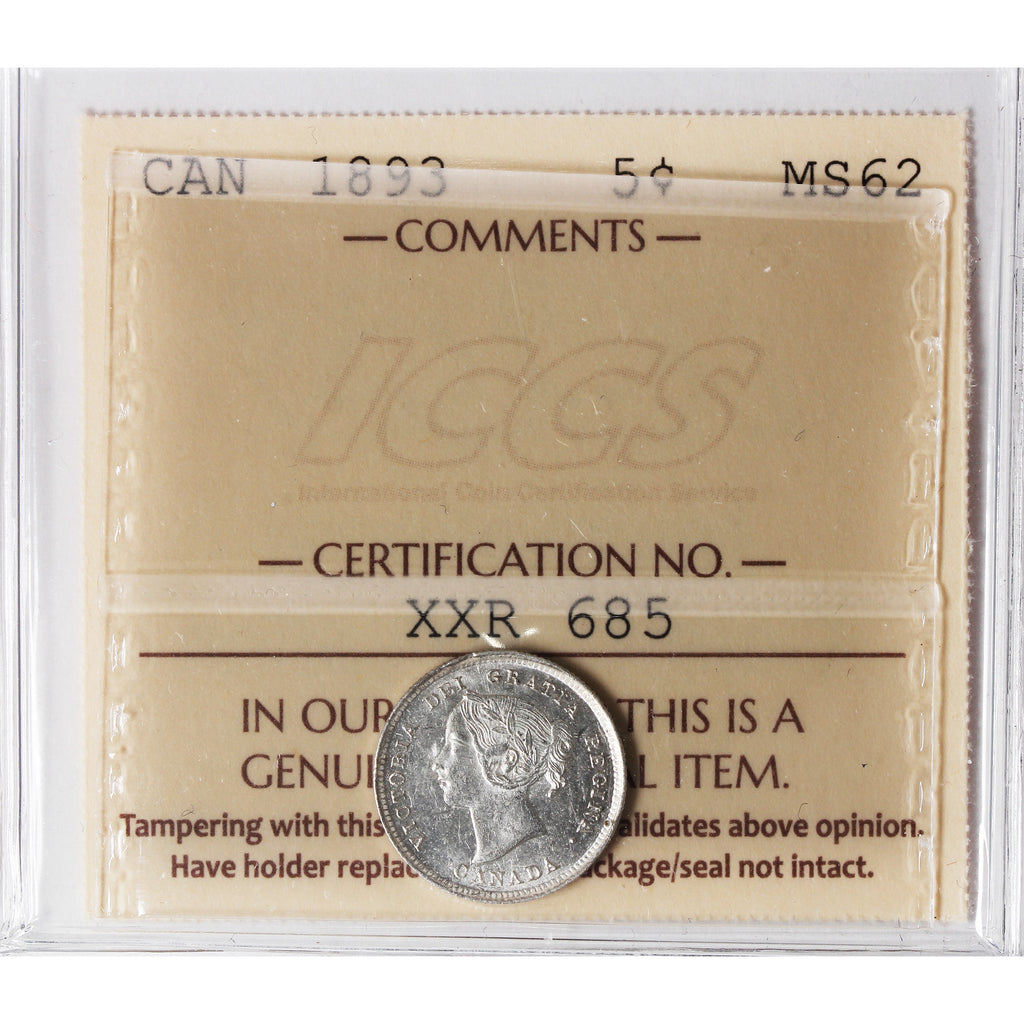 CAN 1893 5¢ MS62
— COMMENTS —
ICCS
International Coin Certification Service
— CERTIFICATION NO. —
XXR 685
IN OUR THIS IS A
GENU L ITEM.
Tampering with this alidates above opinion.
Have holder repla ckage/seal not intact.
VICTORIA DEI GRATIA REGINA.
CANADA